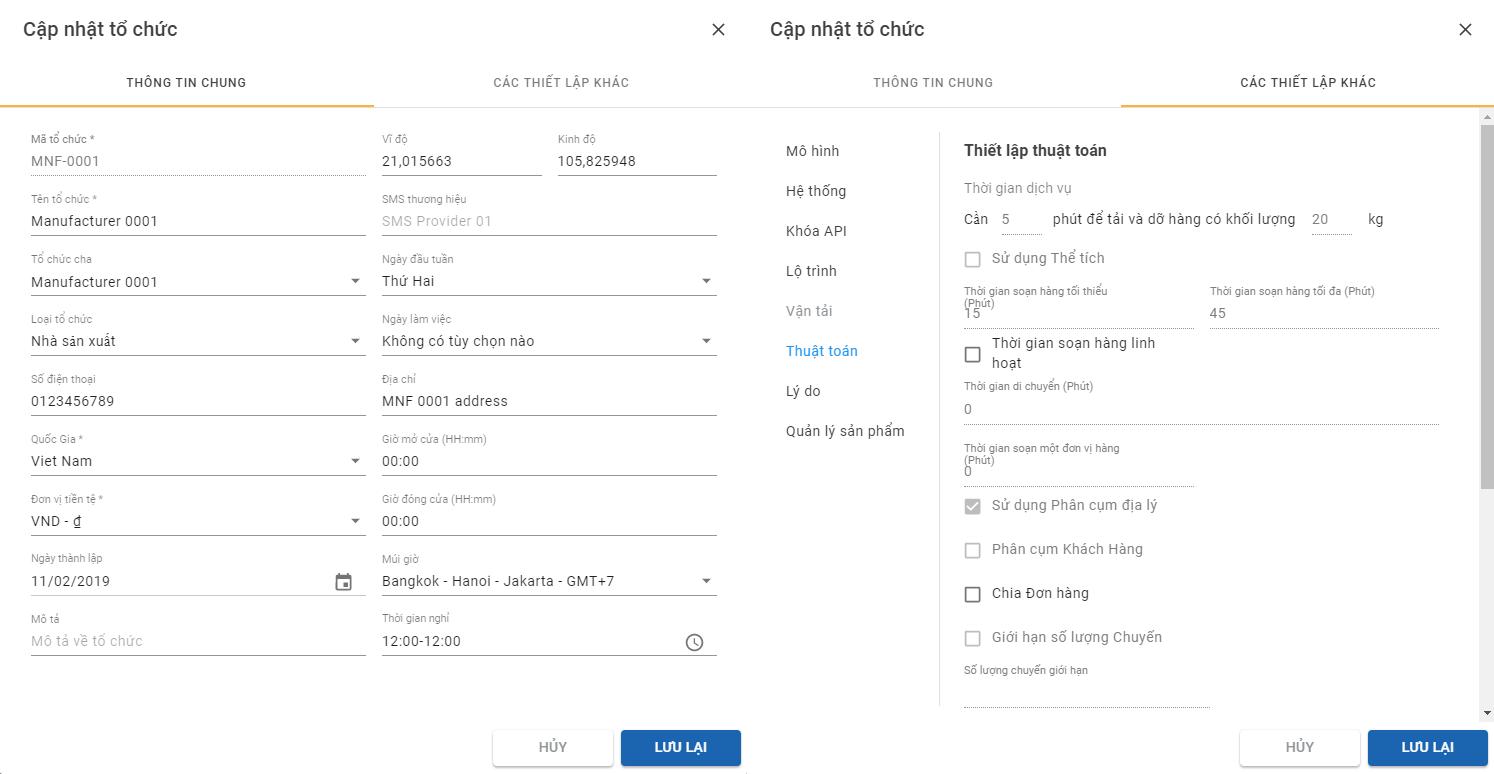 Cập nhật tổ chức
THÔNG TIN CHUNG
CÁC THIẾT LẬP KHÁC
Mã tổ chức *
MNF-0001
Vĩ độ
21,015663
Kinh độ
105,825948
Tên tổ chức *
Manufacturer 0001
SMS thương hiệu
SMS Provider 01
Tổ chức cha
Manufacturer 0001
Ngày đầu tuần
Thứ Hai
Loại tổ chức
Nhà sản xuất
Ngày làm việc
Không có tùy chọn nào
Số điện thoại
0123456789
Địa chỉ
MNF 0001 address
Quốc Gia *
Viet Nam
Giờ mở cửa (HH:mm)
00:00
Đơn vị tiền tệ *
VND - ₫
Giờ đóng cửa (HH:mm)
00:00
Ngày thành lập
11/02/2019
Múi giờ
Bangkok - Hanoi - Jakarta - GMT+7
Mô tả
Mô tả về tổ chức
Thời gian nghỉ
12:00-12:00
HỦY
LƯU LẠI
Cập nhật tổ chức
THÔNG TIN CHUNG
CÁC THIẾT LẬP KHÁC
Mô hình
Hệ thống
Khóa API
Lộ trình
Vận tải
Thuật toán
Lý do
Quản lý sản phẩm
Thiết lập thuật toán
Thời gian dịch vụ
Cần 5 phút để tải và dỡ hàng có khối lượng 20 kg
Sử dụng Thể tích
Thời gian soạn hàng tối thiểu
(Phút)
15
Thời gian soạn hàng tối đa (Phút)
45
Thời gian soạn hàng linh
hoạt
Thời gian di chuyển (Phút)
0
Thời gian soạn một đơn vị hàng
(Phút)
0
Sử dụng Phân cụm địa lý
Phân cụm Khách Hàng
Chia Đơn hàng
Giới hạn số lượng Chuyến
Số lượng chuyến giới hạn
HỦY
LƯU LẠI